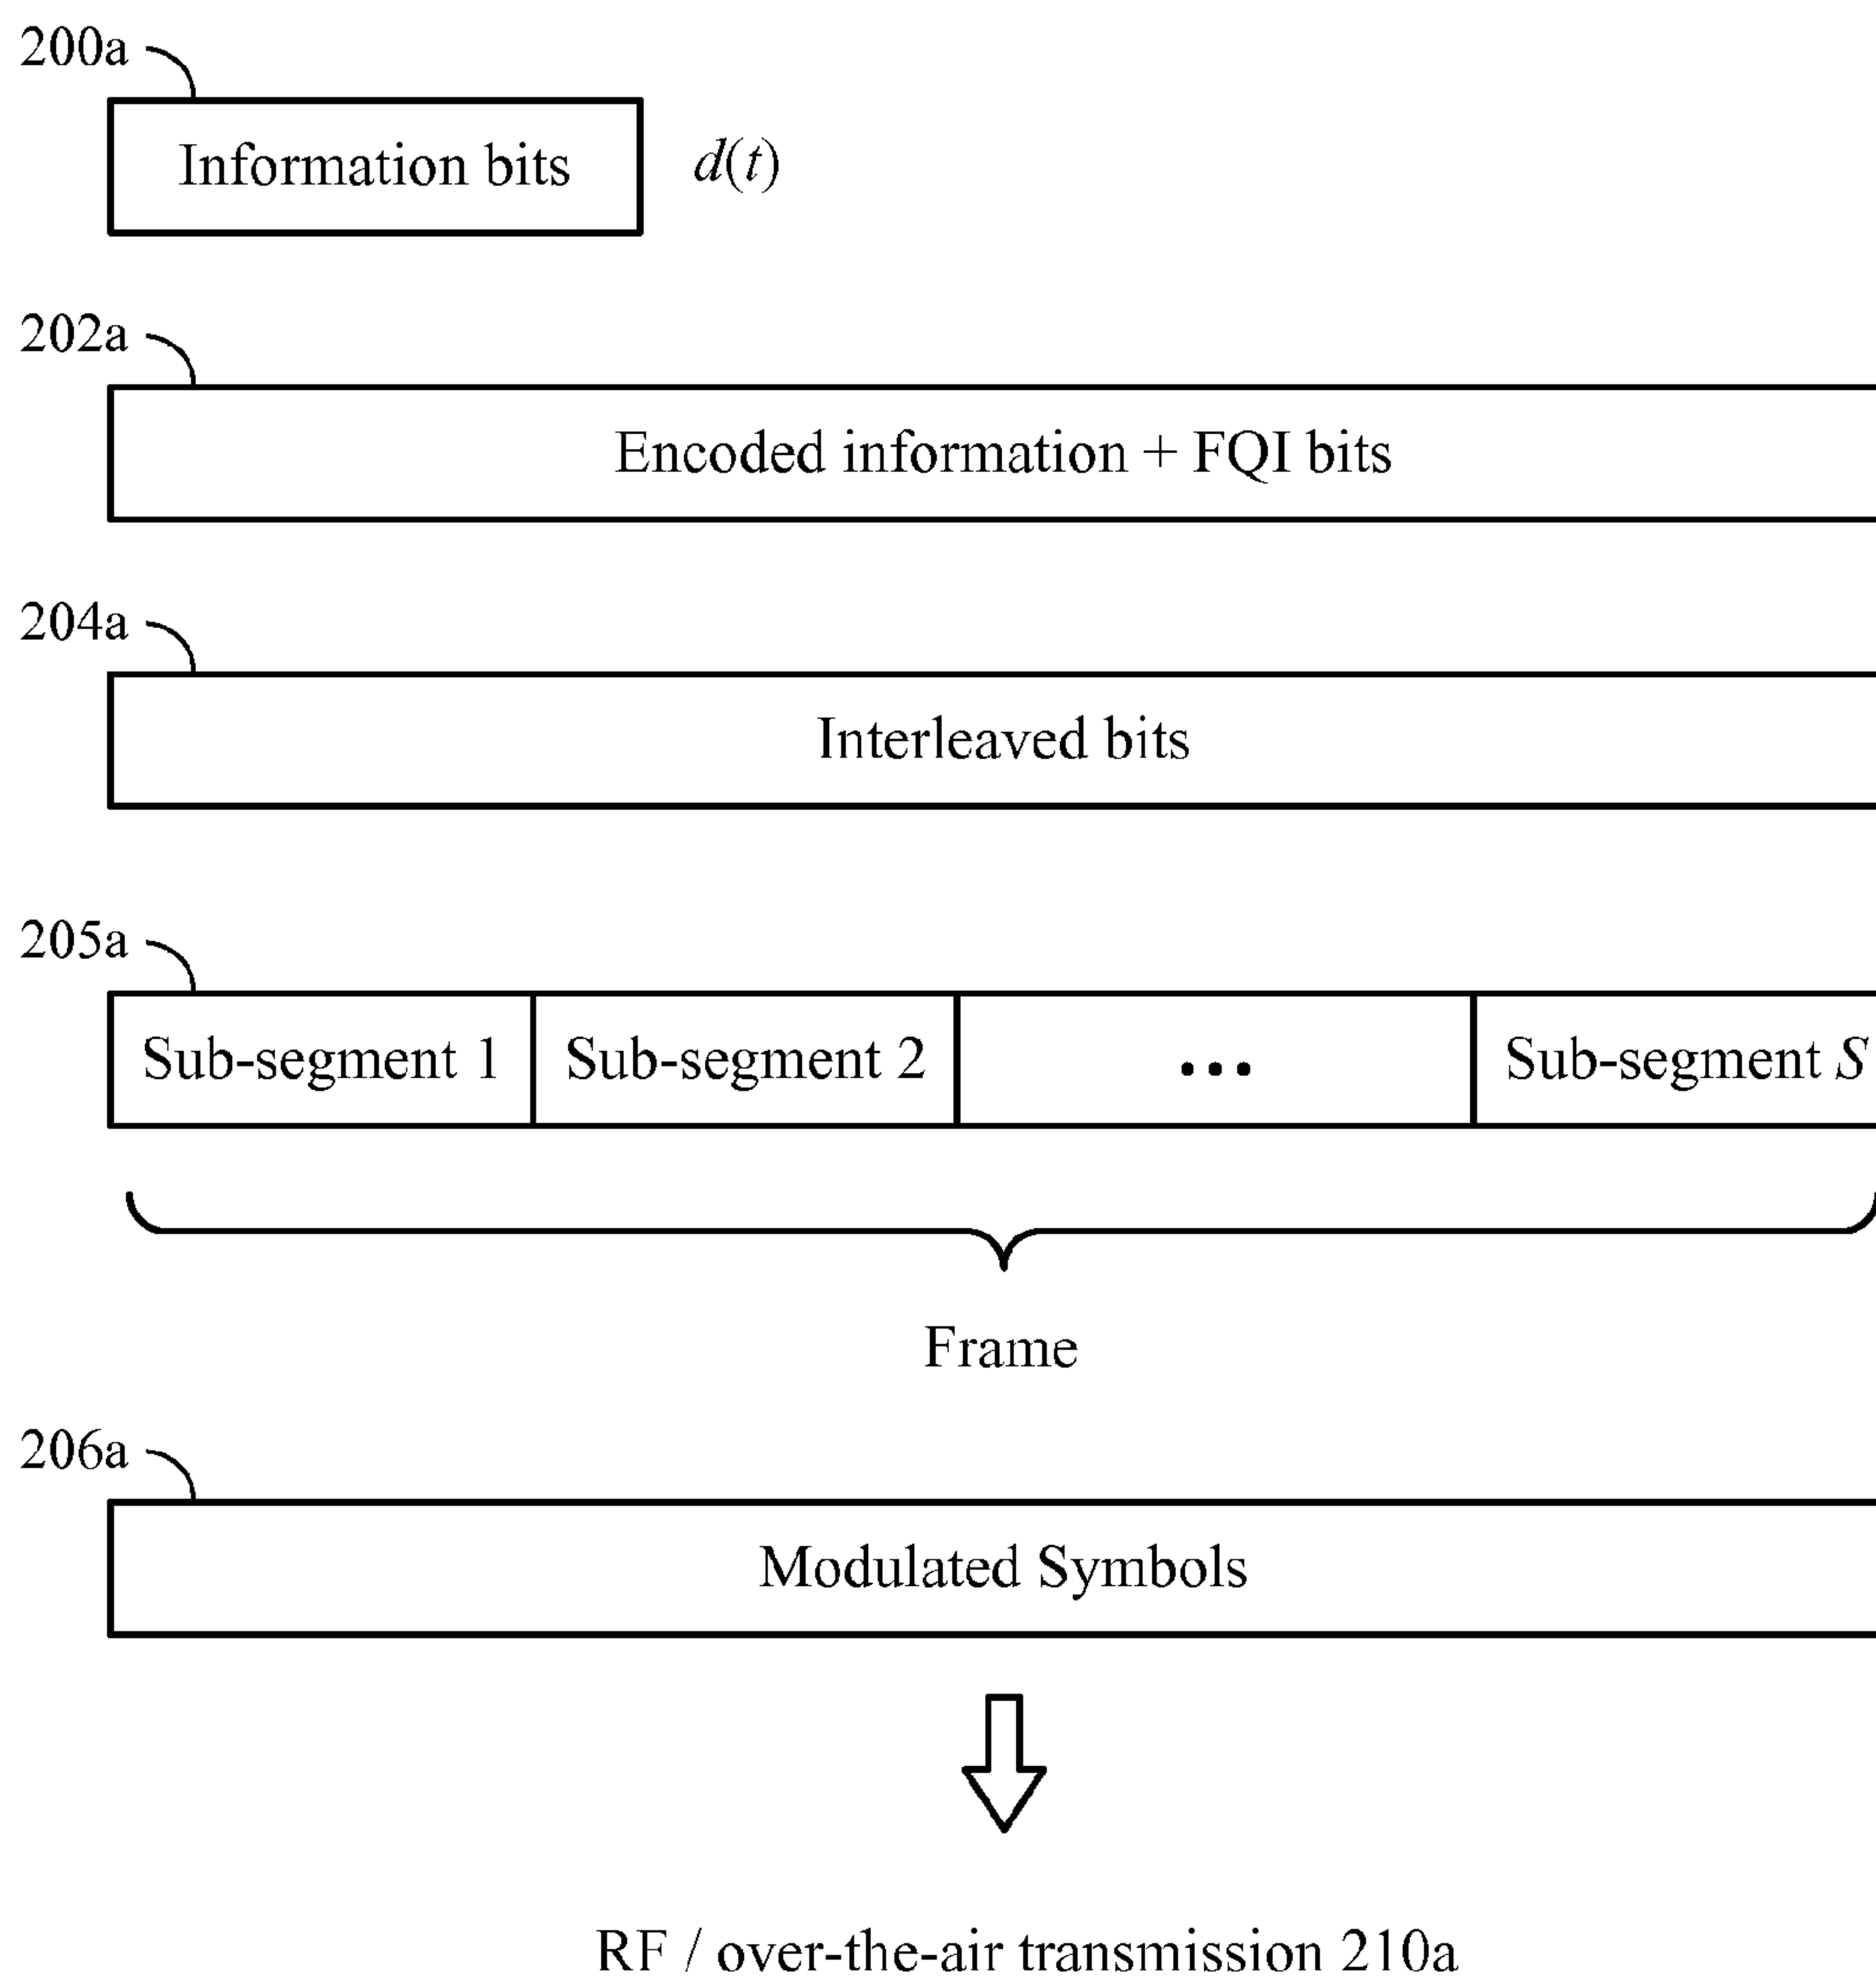 200a
Information bits d(t)
202a
Encoded information + FQI bits
204a
Interleaved bits
205a
Sub-segment 1 Sub-segment 2 ... Sub-segment S
Frame
206a
Modulated Symbols
RF / over-the-air transmission 210a